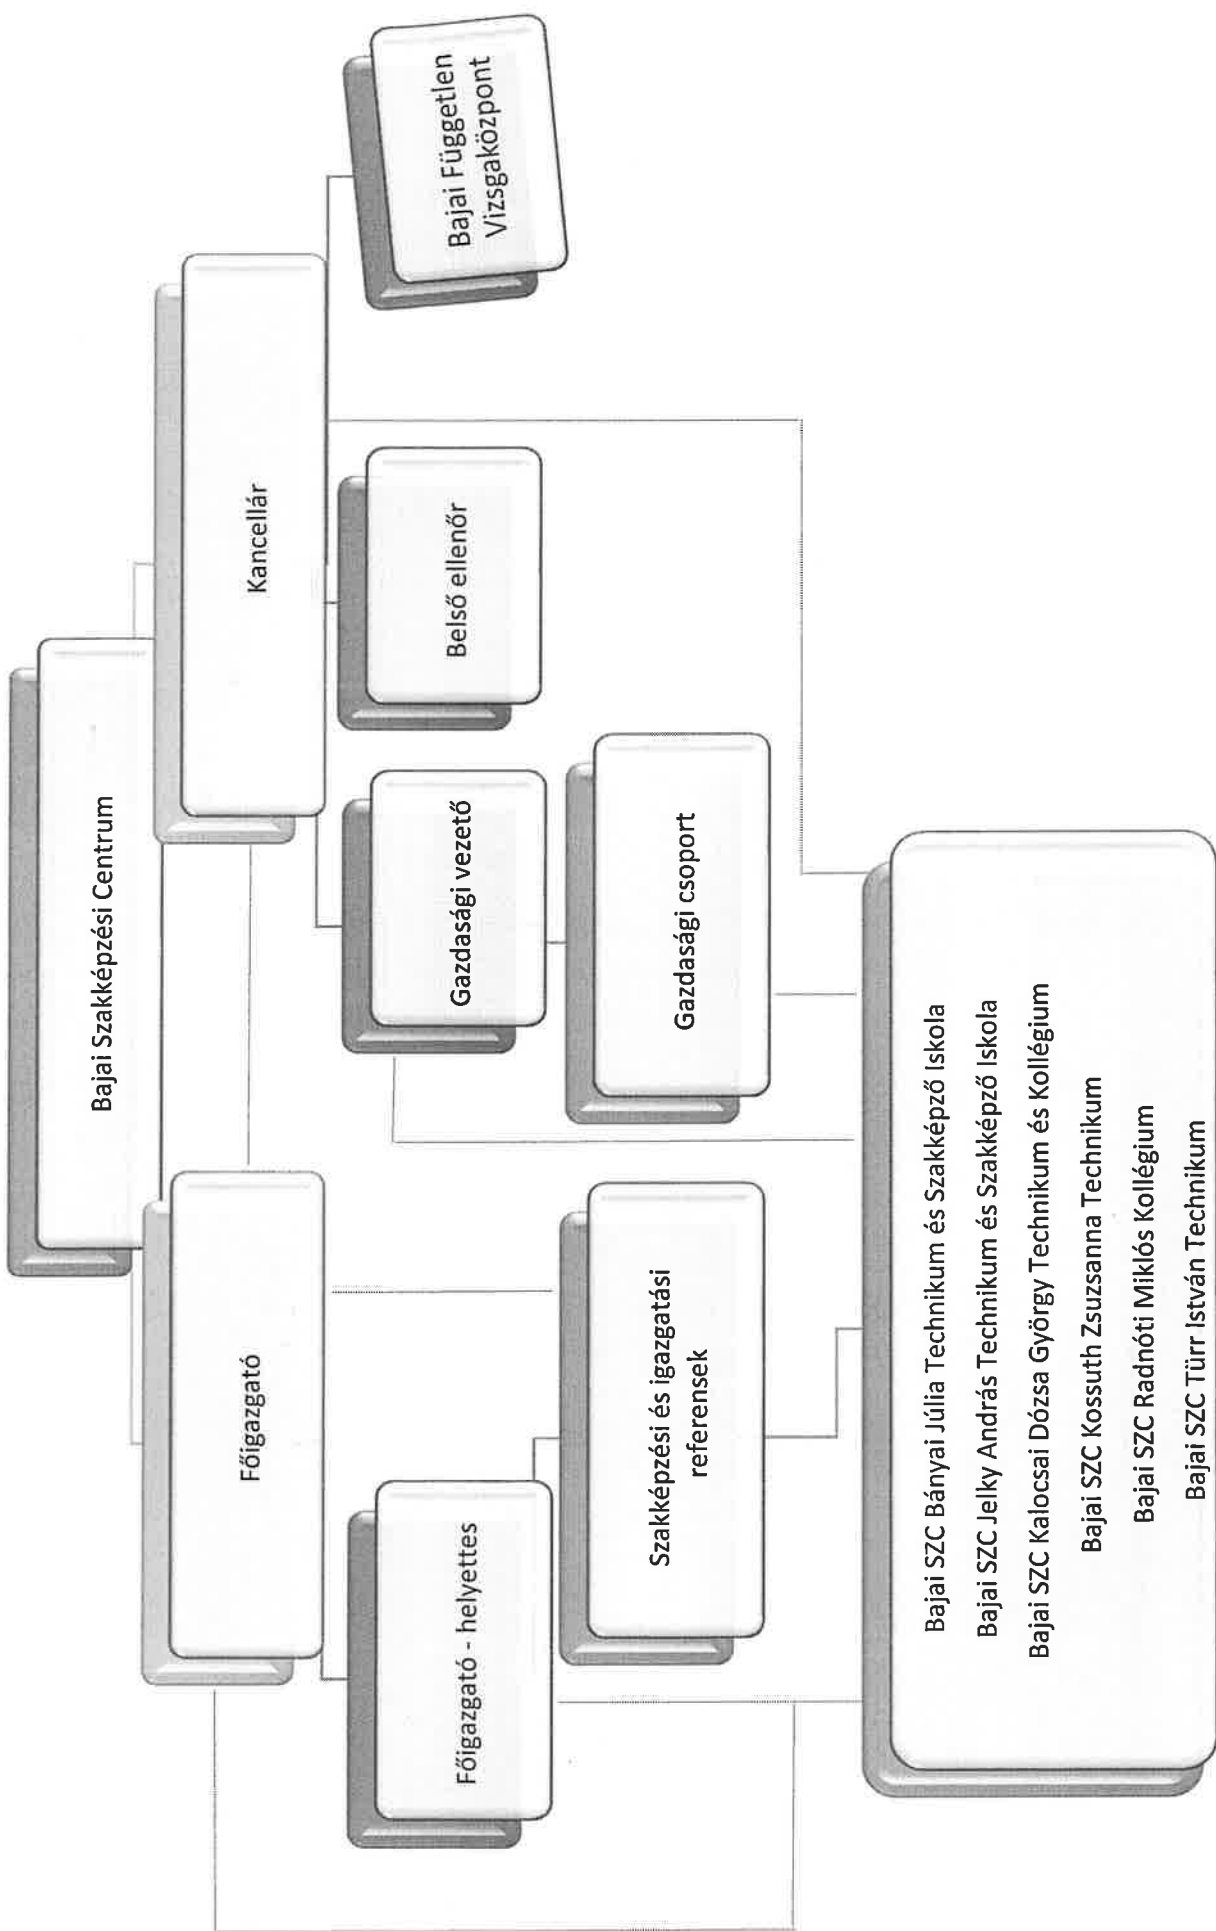 Bajai Szakképzési Centrum
Főigazgató
Kancellár
Főigazgató - helyettes
Gazdasági vezető
Belső ellenőr
Bajai Független
Vizsgaközpont
Szakképzési és igazgatási
referensek
Gazdasági csoport
Bajai SZC Bányai Júlia Technikum és Szakképző Iskola
Bajai SZC Jelky András Technikum és Szakképző Iskola
Bajai SZC Kalocsai Dózsa György Technikum és Kollégium
Bajai SZC Kossuth Zsuzsanna Technikum
Bajai SZC Radnóti Miklós Kollégium
Bajai SZC Türr István Technikum